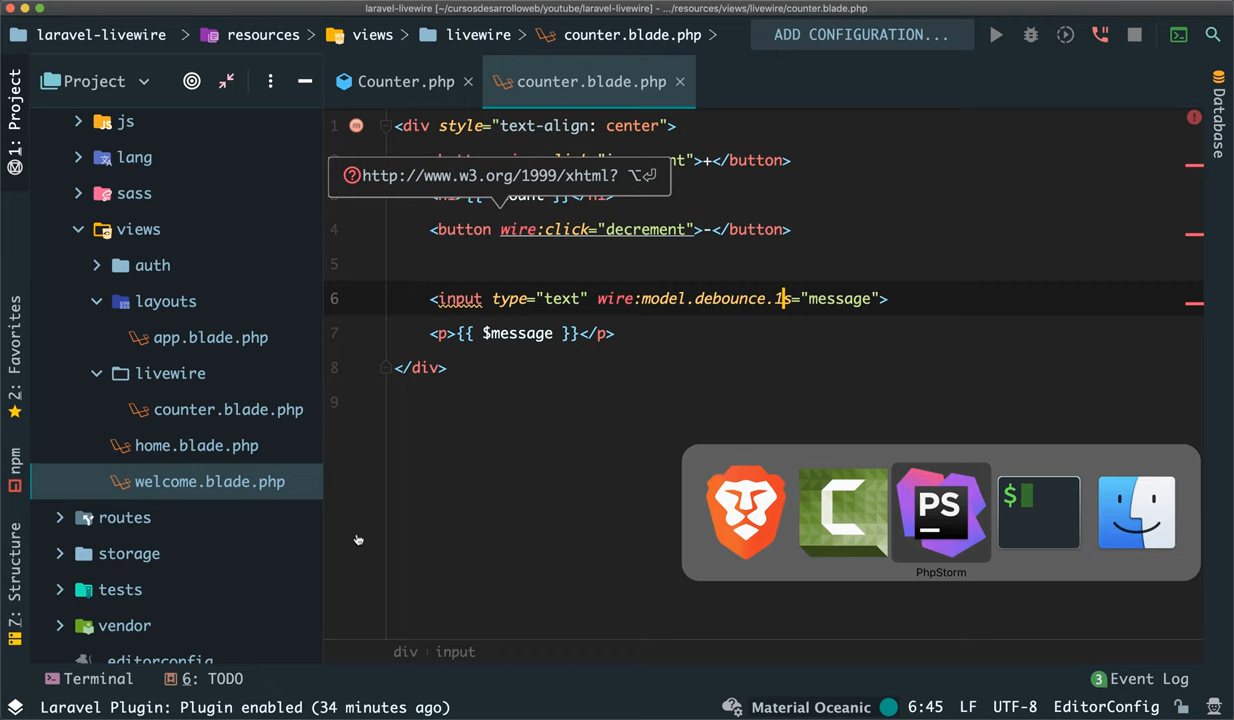 laravel-livewire [~/cursosdesarrolloweb/youtube/laravel-livewire] - .../resources/views/livewire/counter.blade.php
laravel-livewire > resources > views > livewire > counter.blade.php >
ADD CONFIGURATION...
Project
Counter.php ×
counter.blade.php ×
1: Project
2: Favorites
npm
7: Structure
Database
js
lang
sass
views
auth
layouts
app.blade.php
livewire
counter.blade.php
home.blade.php
welcome.blade.php
routes
storage
tests
vendor
.editorconfig
1 <div style="text-align: center">
">+</button>
http://www.w3.org/1999/xhtml? ⌥⏎
4 <button wire:click="decrement">-</button>
5
6 <input type="text" wire:model.debounce.1s="message">
7 <p>{{ $message }}</p>
8 </div>
9
$
PS
PhpStorm
div › input
Terminal
6: TODO
3 Event Log
Laravel Plugin: Plugin enabled (34 minutes ago)
Material Oceanic
6:45 LF UTF-8 EditorConfig